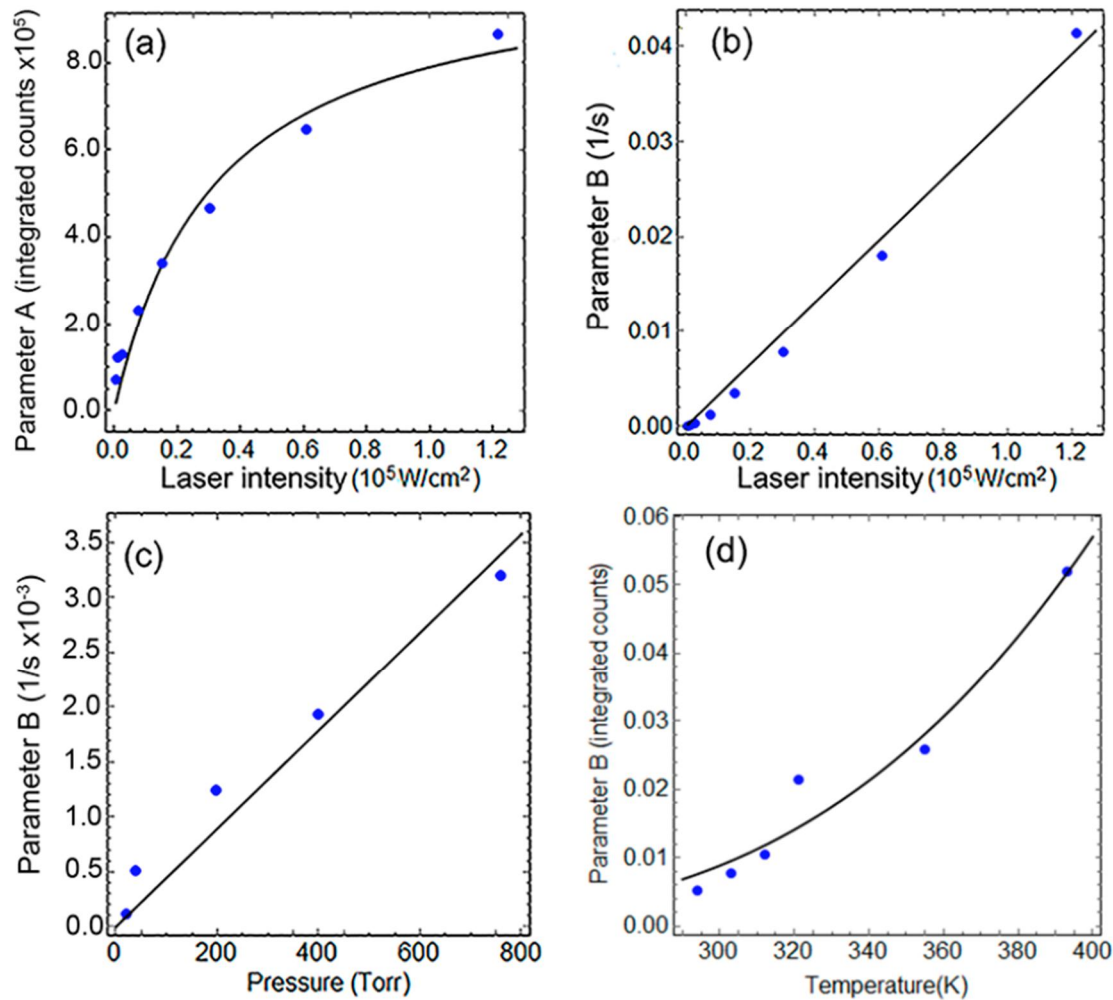 (a)
Parameter A (integrated counts x10⁵)
8.0
6.0
4.0
2.0
0.0
0.0 0.2 0.4 0.6 0.8 1.0 1.2
Laser intensity (10⁵ W/cm²)
(b)
Parameter B (1/s)
0.04
0.03
0.02
0.01
0.00
0.0 0.2 0.4 0.6 0.8 1.0 1.2
Laser intensity (10⁵ W/cm²)
(c)
Parameter B (1/s x10⁻³)
3.5
3.0
2.0
1.5
1.0
0.5
0.0
200 400 600 800
Pressure (Torr)
(d)
Parameter B (integrated counts)
0.06
0.05
0.04
0.03
0.02
0.01
0.00
300 320 340 360 380 400
Temperature(K)